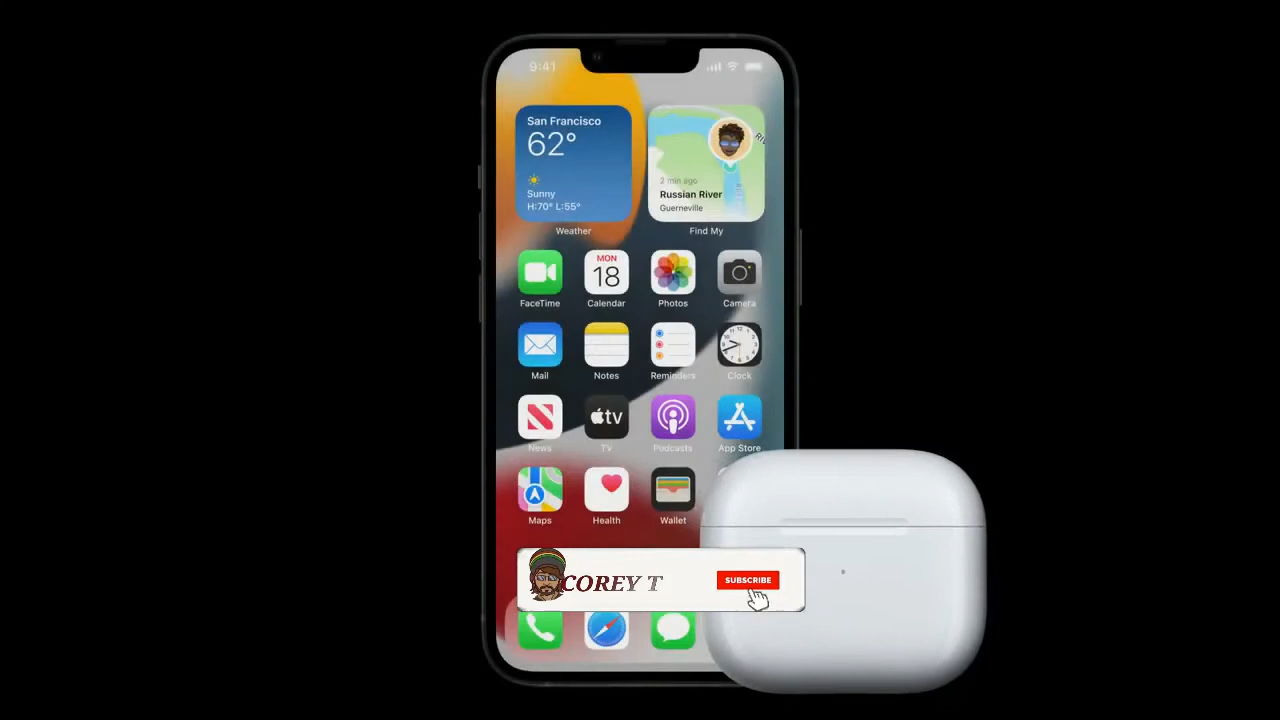 9:41
San Francisco
62°
Sunny
H:70° L:55°
Weather
RIV
2 min ago
Russian River
Guerneville
Find My
MON
18
FaceTime
Calendar
Photos
Camera
Mail
Notes
Reminders
Clock
tv
News
TV
Podcasts
App Store
Maps
Health
Wallet
COREY T
SUBSCRIBE